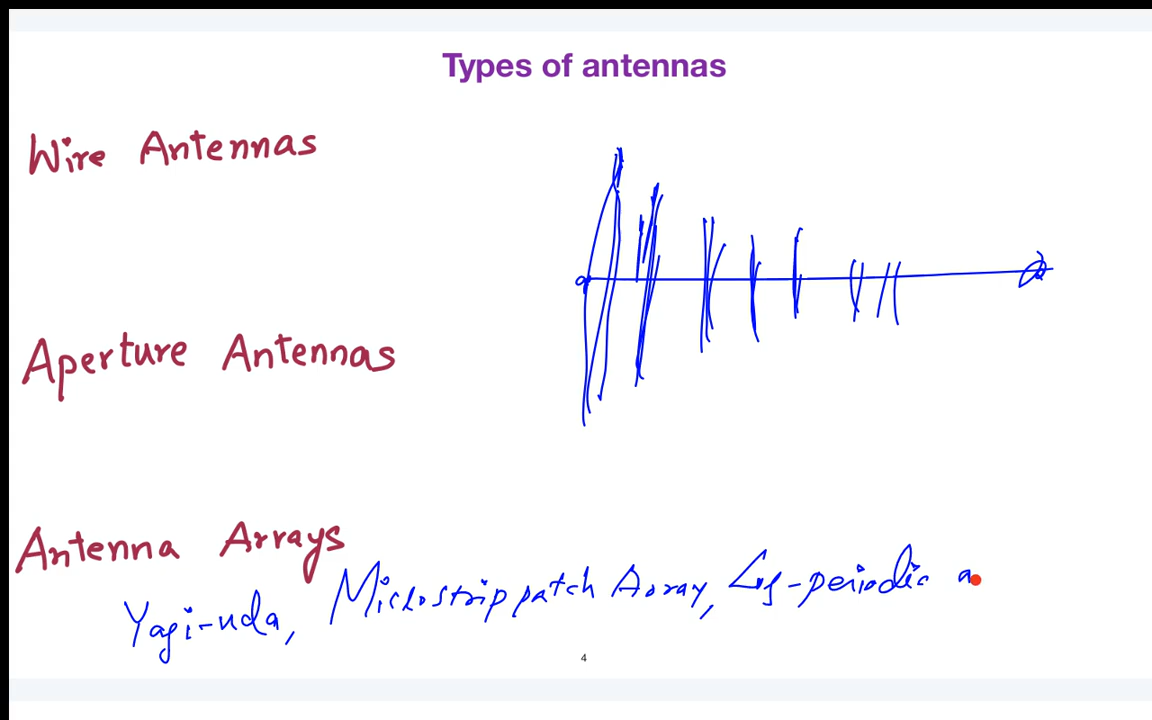 Types of antennas
Wire Antennas
Aperture Antennas
Antenna Arrays
Yagi-uda, Microstrip patch Array, Log-periodic a
4